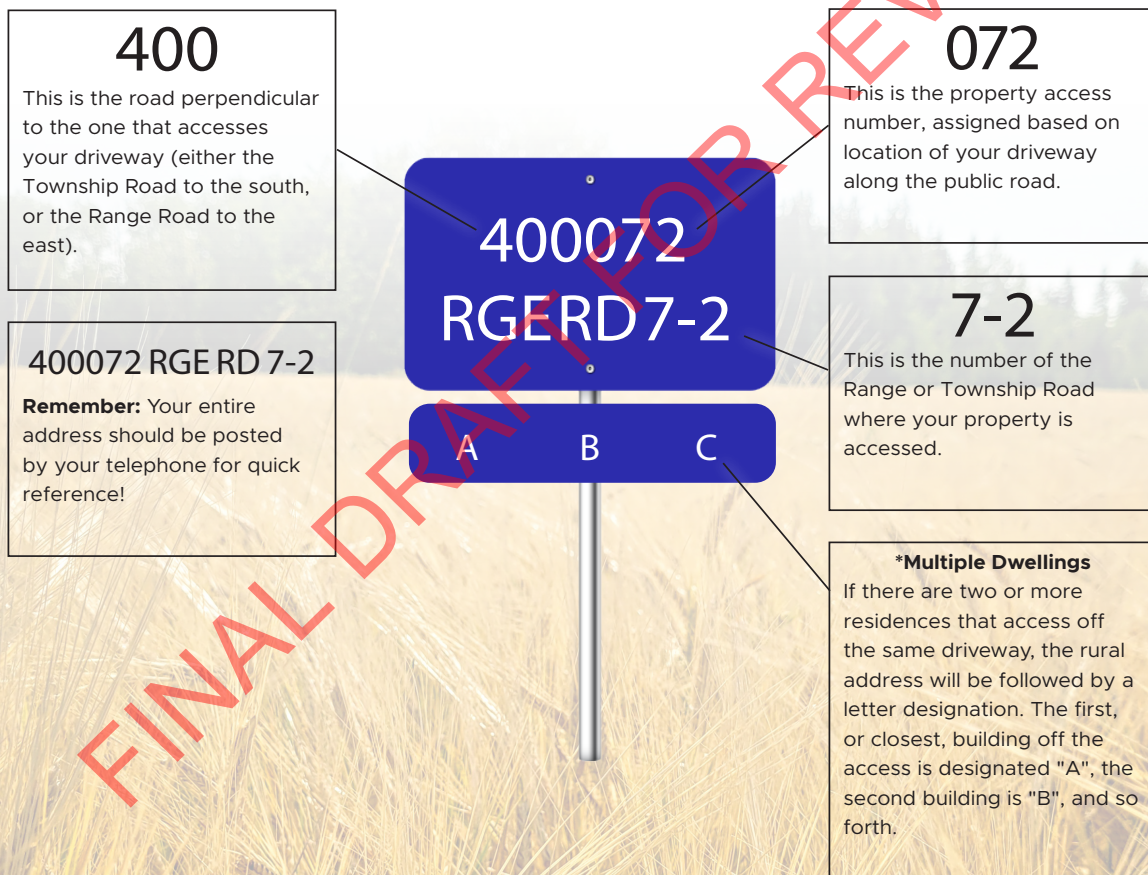 400
This is the road perpendicular
to the one that accesses
your driveway (either the
Township Road to the south,
or the Range Road to the
east).
400072 RGE RD 7-2
Remember: Your entire
address should be posted
by your telephone for quick
reference!
400072
RGE RD 7-2
A B C
072
This is the property access
number, assigned based on
location of your driveway
along the public road.
7-2
This is the number of the
Range or Township Road
where your property is
accessed.
*Multiple Dwellings
If there are two or more
residences that access off
the same driveway, the rural
address will be followed by a
letter designation. The first,
or closest, building off the
access is designated "A", the
second building is "B", and so
forth.
FINAL DRAFT FOR REV